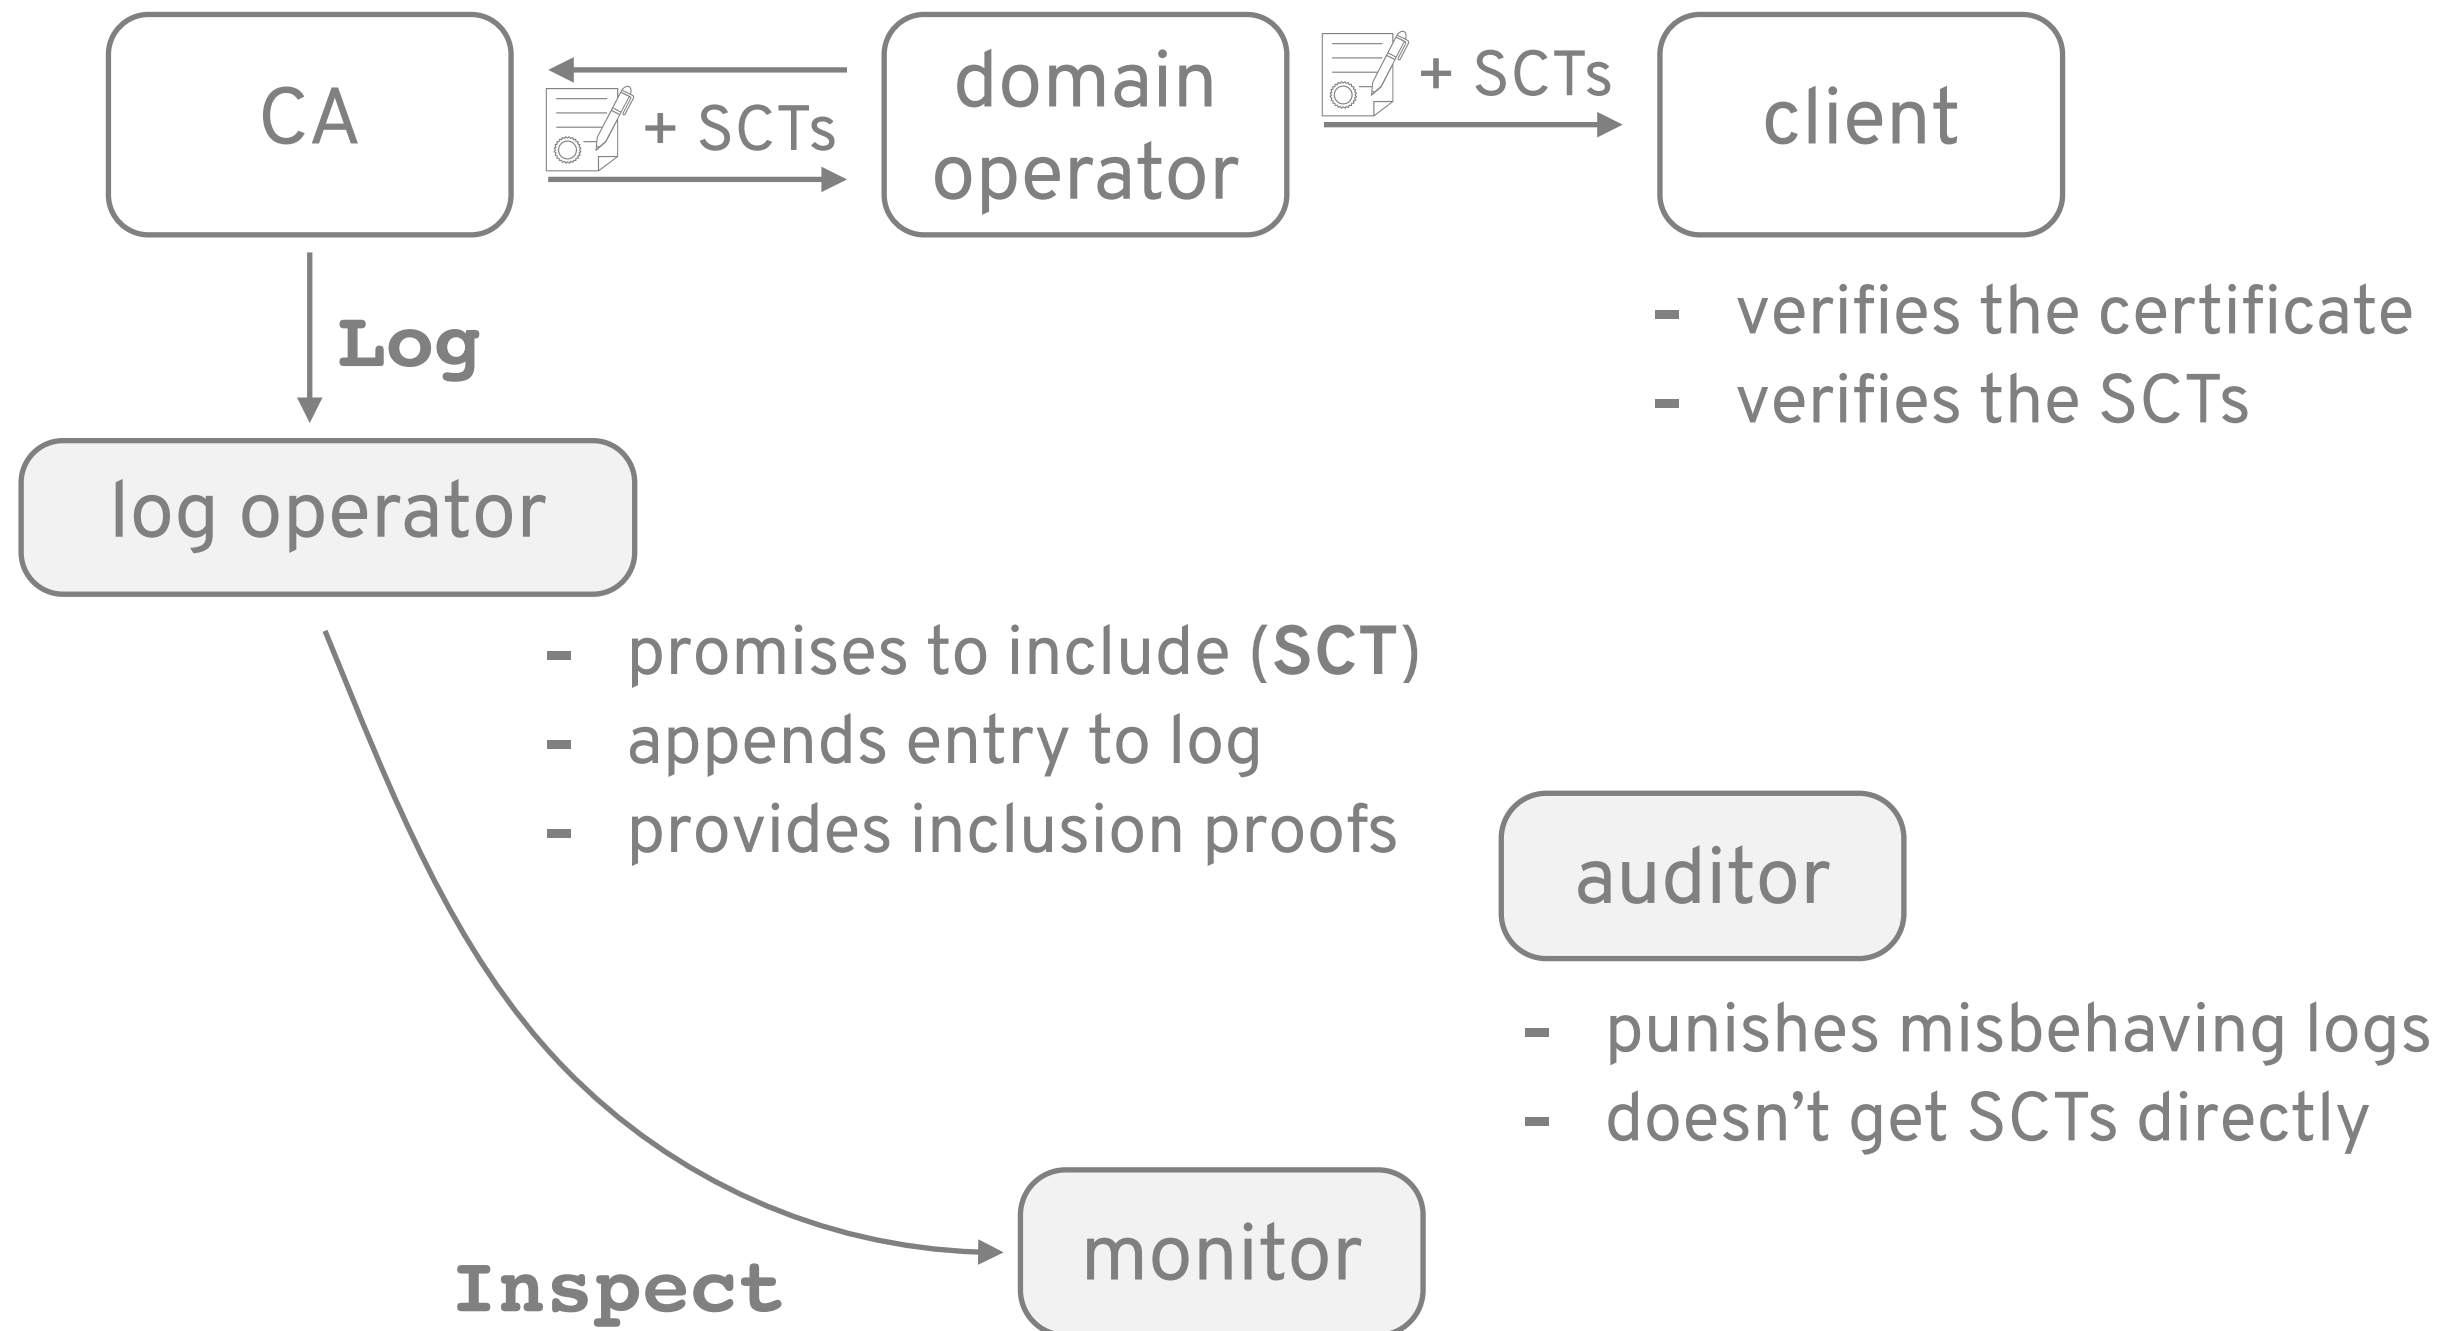 CA
+ SCTs
domain
operator
+ SCTs
client
- verifies the certificate
- verifies the SCTs
Log
log operator
- promises to include (SCT)
- appends entry to log
- provides inclusion proofs
auditor
- punishes misbehaving logs
- doesn’t get SCTs directly
monitor
Inspect